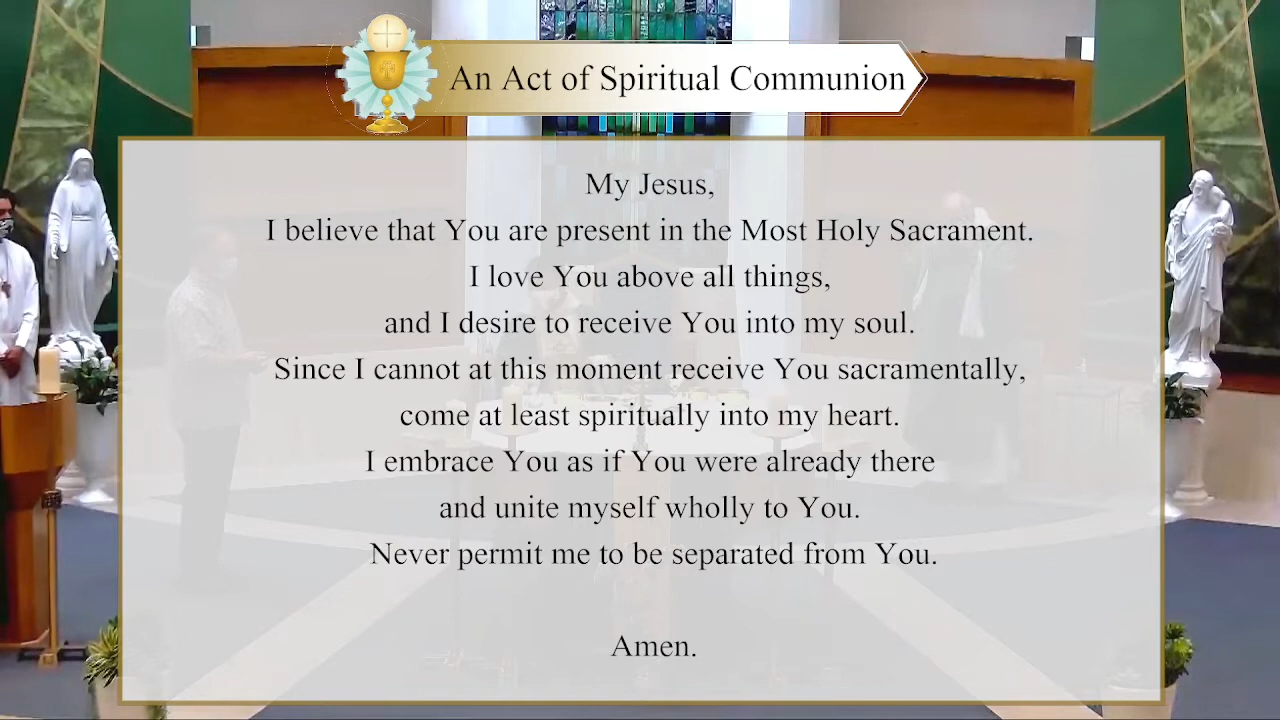 An Act of Spiritual Communion
My Jesus,
I believe that You are present in the Most Holy Sacrament.
I love You above all things,
and I desire to receive You into my soul.
Since I cannot at this moment receive You sacramentally,
come at least spiritually into my heart.
I embrace You as if You were already there
and unite myself wholly to You.
Never permit me to be separated from You.
Amen.